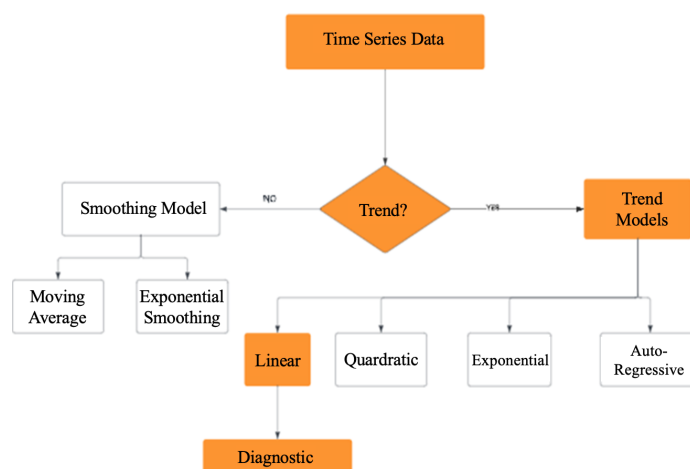 Time Series Data
NO
Trend?
YES
Smoothing Model
Trend
Models
Moving
Average
Exponential
Smoothing
Linear
Quardratic
Exponential
Auto-
Regressive
Diagnostic